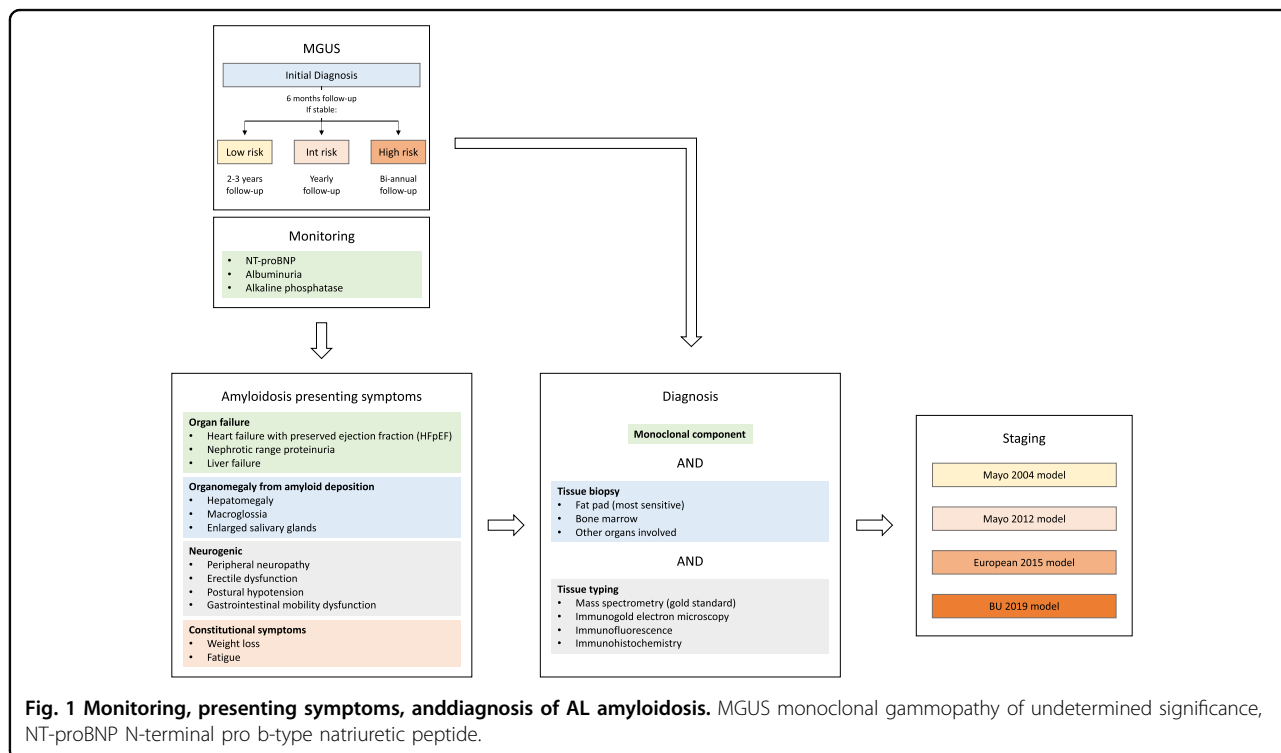 MGUS
Initial Diagnosis
6 months follow-up
If stable:
Low risk
Int risk
High risk
2-3 years
follow-up
Yearly
follow-up
Bi-annual
follow-up
Monitoring
• NT-proBNP
• Albuminuria
• Alkaline phosphatase
Amyloidosis presenting symptoms
Organ failure
• Heart failure with preserved ejection fraction (HFpEF)
• Nephrotic range proteinuria
• Liver failure
Organomegaly from amyloid deposition
• Hepatomegaly
• Macroglossia
• Enlarged salivary glands
Neurogenic
• Peripheral neuropathy
• Erectile dysfunction
• Postural hypotension
• Gastrointestinal mobility dysfunction
Constitutional symptoms
• Weight loss
• Fatigue
Diagnosis
Monoclonal component
AND
Tissue biopsy
• Fat pad (most sensitive)
• Bone marrow
• Other organs involved
AND
Tissue typing
• Mass spectrometry (gold standard)
• Immunogold electron microscopy
• Immunofluorescence
• Immunohistochemistry
Staging
Mayo 2004 model
Mayo 2012 model
European 2015 model
BU 2019 model
Fig. 1 Monitoring, presenting symptoms, anddiagnosis of AL amyloidosis. MGUS monoclonal gammopathy of undetermined significance,
NT-proBNP N-terminal pro b-type natriuretic peptide.